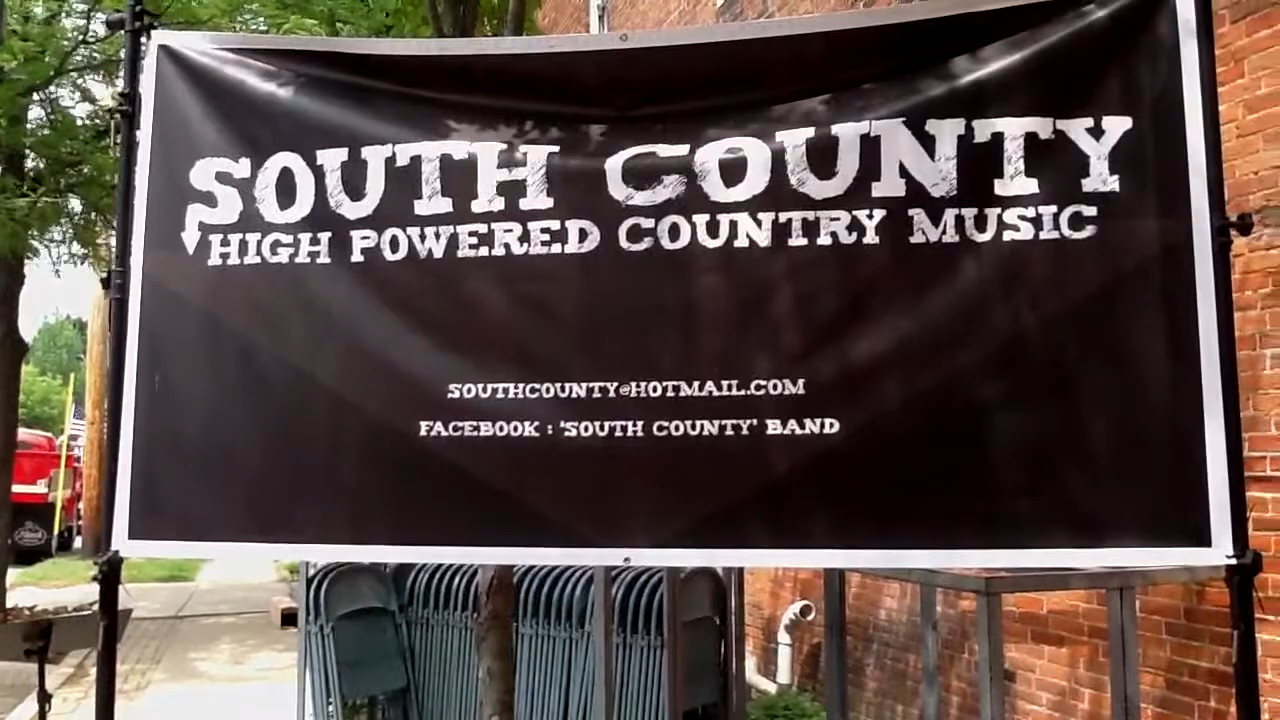 SOUTH COUNTY
HIGH POWERED COUNTRY MUSIC
SOUTHCOUNTY@HOTMAIL.COM
FACEBOOK : 'SOUTH COUNTY' BAND